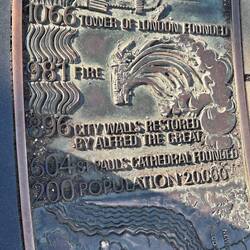 1066 TOWER OF LONDON FOUNDED
981 FIRE
896 CITY WALLS RESTORED
BY ALFRED THE GREAT
604 ST PAUL'S CATHEDRAL FOUNDED
200 POPULATION 20,000